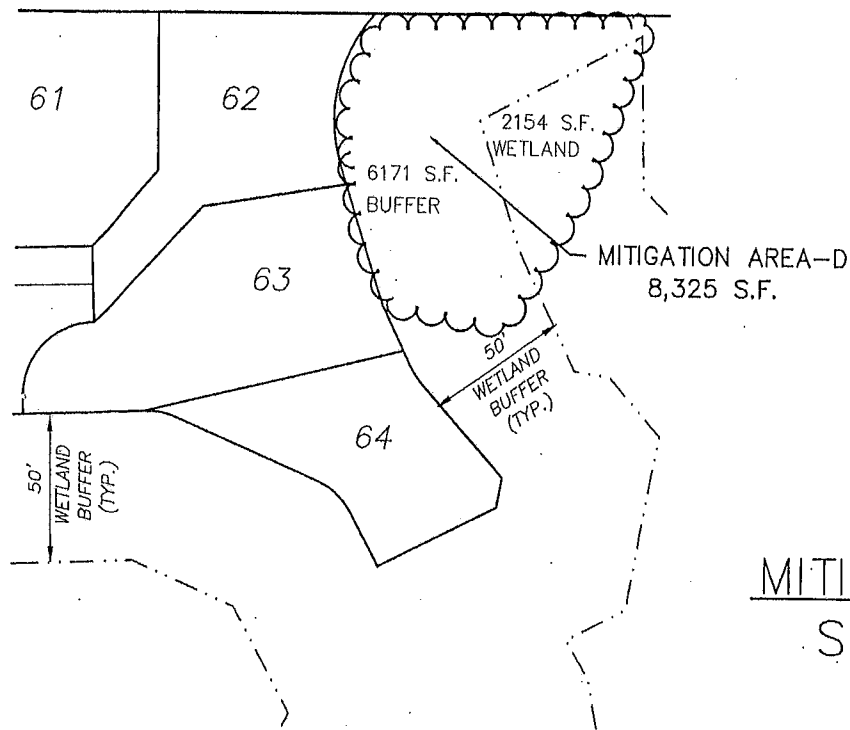 61
62
2154 S.F.
WETLAND
6171 S.F.
BUFFER
MITIGATION AREA-D
8,325 S.F.
63
50'
WETLAND
BUFFER
(TYP.)
64
50'
WETLAND
BUFFER
(TYP.)
MITI
S